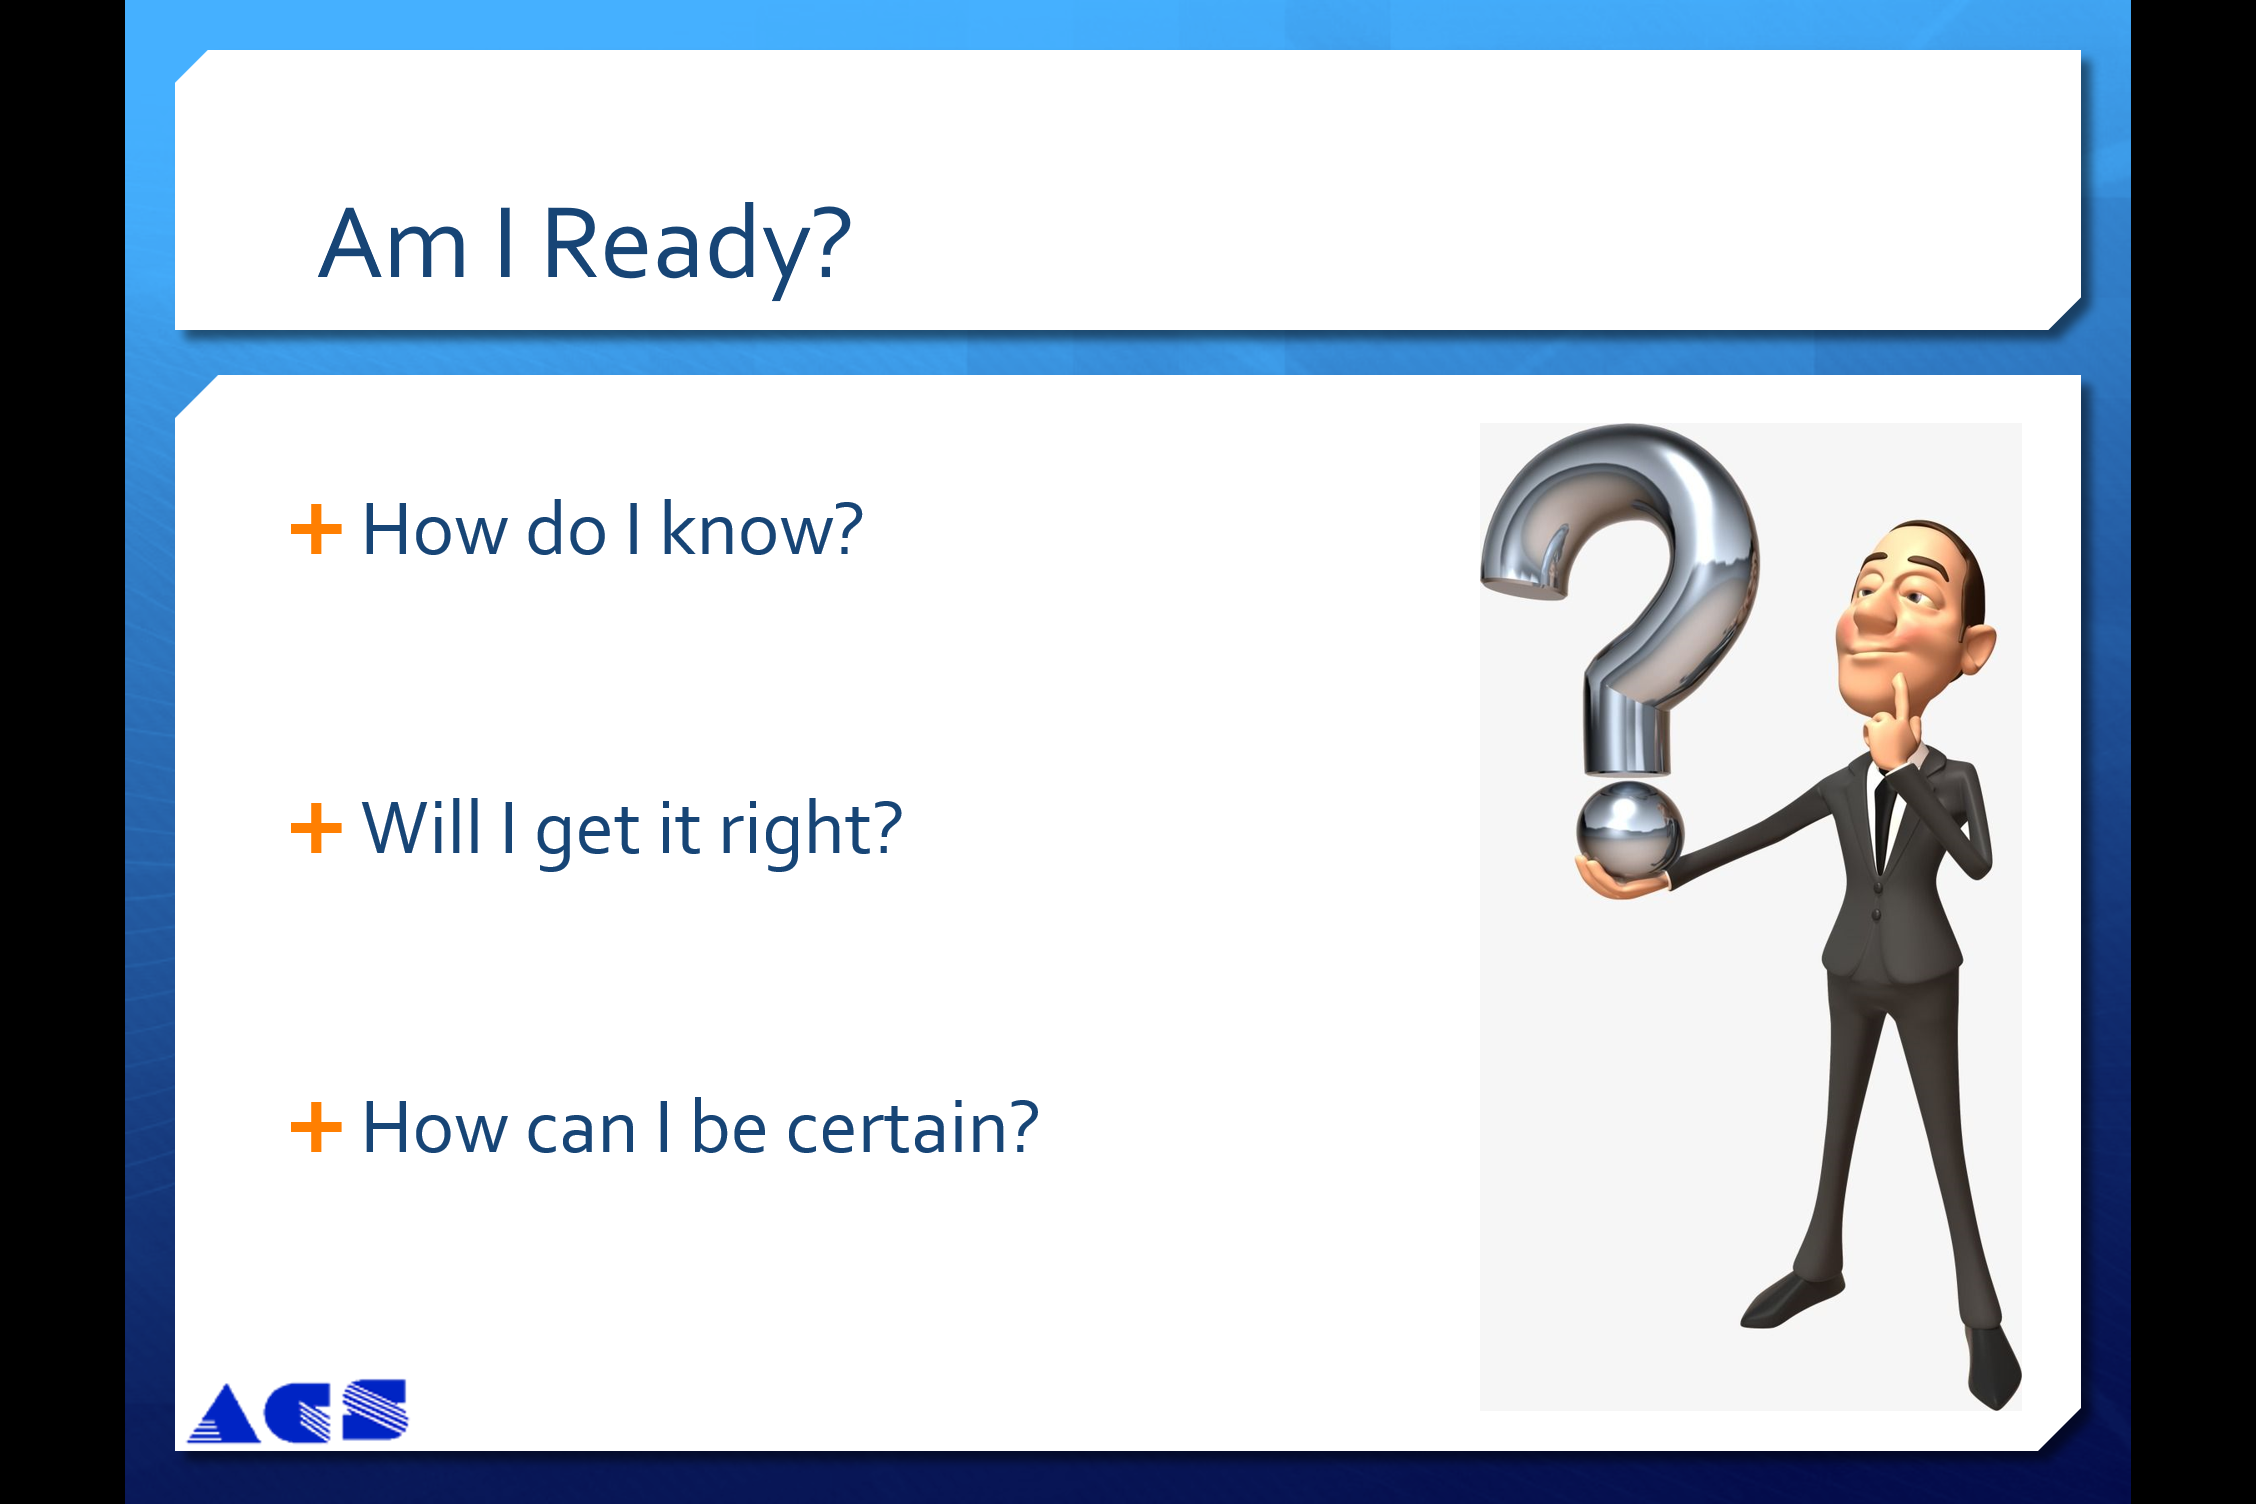 Am I Ready?
How do I know?
Will I get it right?
How can I be certain?
ACS